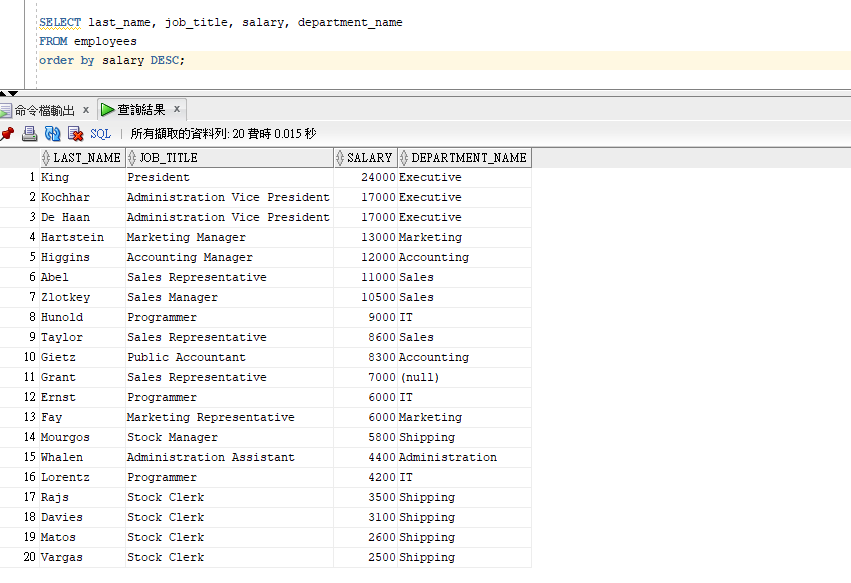 SELECT last_name, job_title, salary, department_name
FROM employees
order by salary DESC;
命令檔輸出 × 查詢結果 ×
SQL | 所有擷取的資料列: 20 費時 0.015 秒
LAST_NAME JOB_TITLE SALARY DEPARTMENT_NAME
1 King President 24000 Executive
2 Kochhar Administration Vice President 17000 Executive
3 De Haan Administration Vice President 17000 Executive
4 Hartstein Marketing Manager 13000 Marketing
5 Higgins Accounting Manager 12000 Accounting
6 Abel Sales Representative 11000 Sales
7 Zlotkey Sales Manager 10500 Sales
8 Hunold Programmer 9000 IT
9 Taylor Sales Representative 8600 Sales
10 Gietz Public Accountant 8300 Accounting
11 Grant Sales Representative 7000 (null)
12 Ernst Programmer 6000 IT
13 Fay Marketing Representative 6000 Marketing
14 Mourgos Stock Manager 5800 Shipping
15 Whalen Administration Assistant 4400 Administration
16 Lorentz Programmer 4200 IT
17 Rajs Stock Clerk 3500 Shipping
18 Davies Stock Clerk 3100 Shipping
19 Matos Stock Clerk 2600 Shipping
20 Vargas Stock Clerk 2500 Shipping